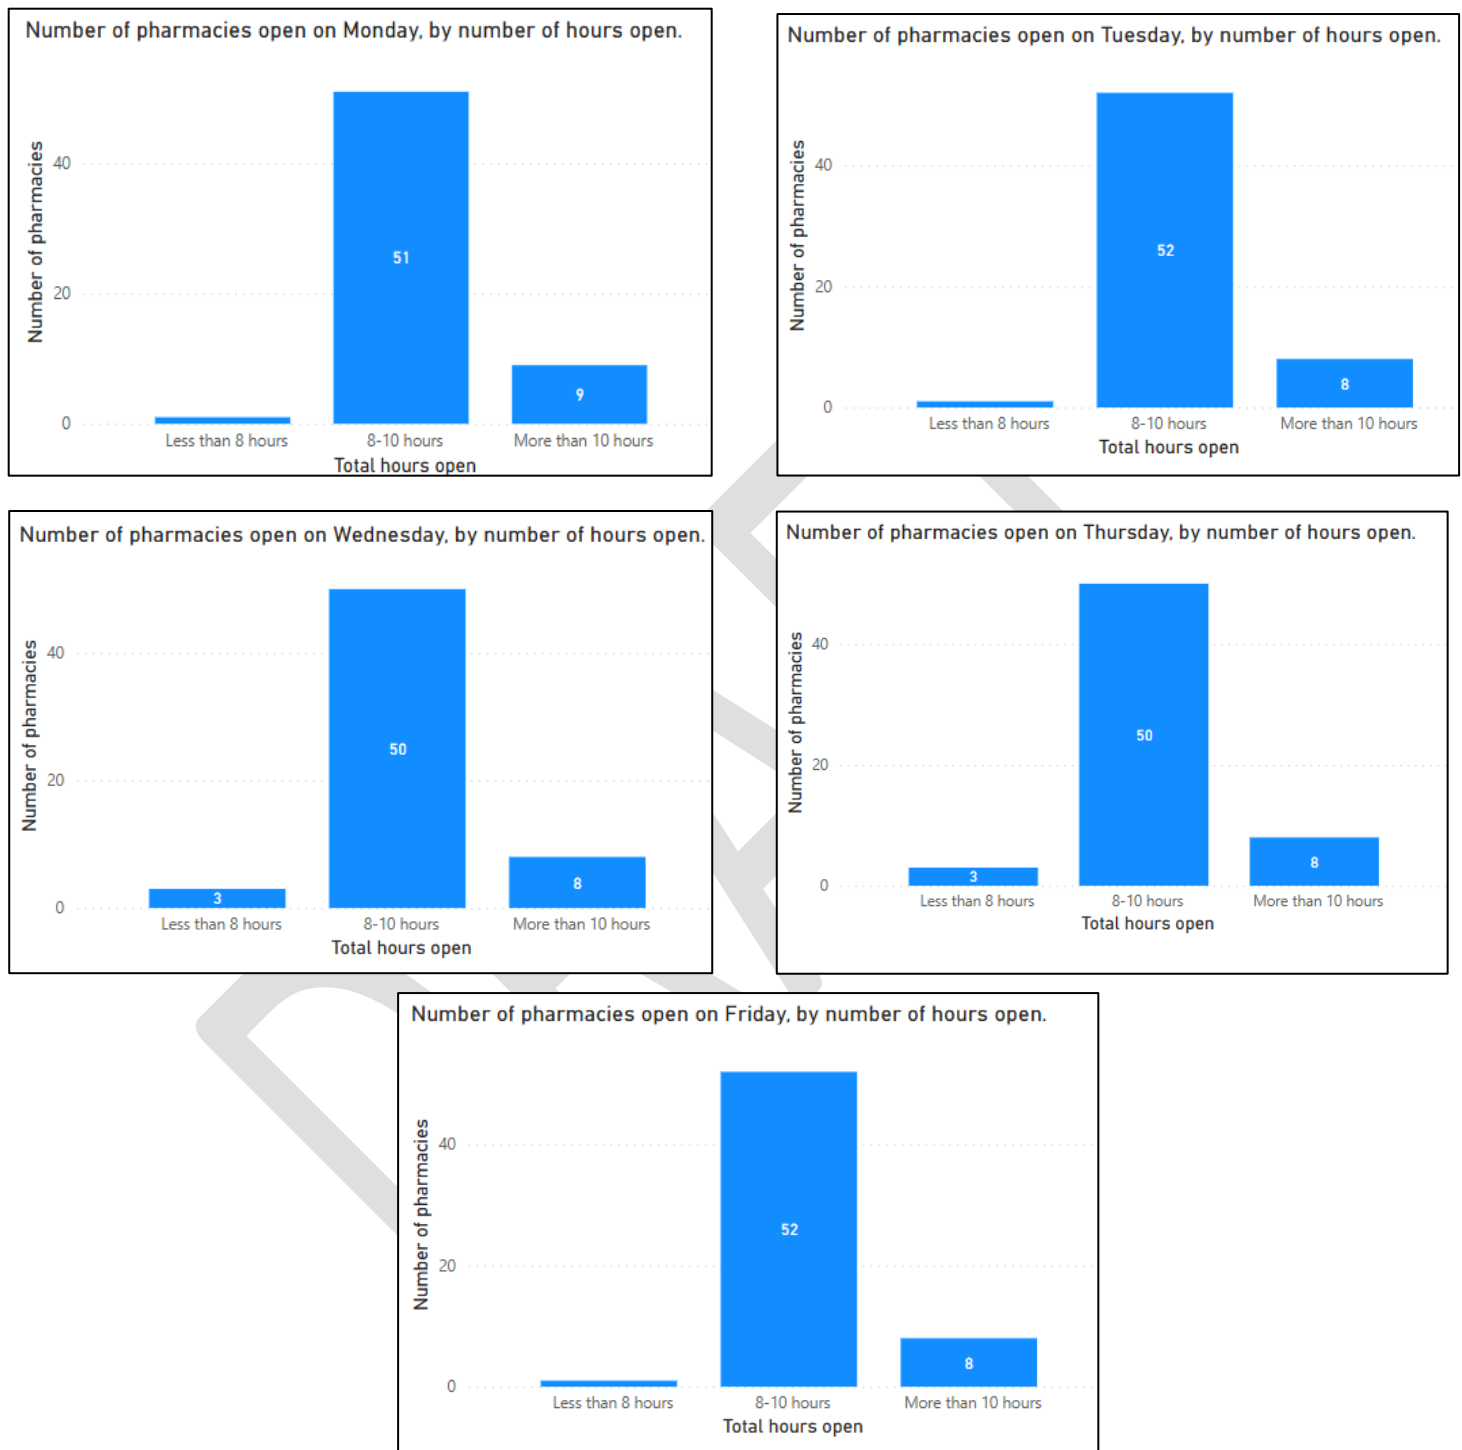 Number of pharmacies open on Monday, by number of hours open.
Number of pharmacies
40
20
0
51
9
Less than 8 hours
8-10 hours
More than 10 hours
Total hours open
Number of pharmacies open on Tuesday, by number of hours open.
Number of pharmacies
40
20
0
52
8
Less than 8 hours
8-10 hours
More than 10 hours
Total hours open
Number of pharmacies open on Wednesday, by number of hours open.
Number of pharmacies
40
20
0
3
50
8
Less than 8 hours
8-10 hours
More than 10 hours
Total hours open
Number of pharmacies open on Thursday, by number of hours open.
Number of pharmacies
40
20
0
3
50
8
Less than 8 hours
8-10 hours
More than 10 hours
Total hours open
Number of pharmacies open on Friday, by number of hours open.
Number of pharmacies
40
20
0
52
8
Less than 8 hours
8-10 hours
More than 10 hours
Total hours open